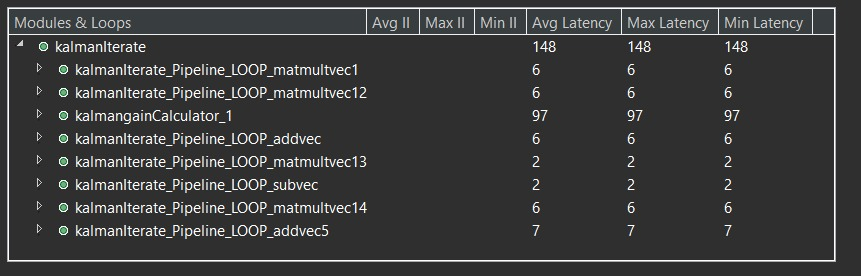 Modules & Loops Avg II Max II Min II Avg Latency Max Latency Min Latency
kalmanIterate 148 148 148
kalmanIterate_Pipeline_LOOP_matmultvec1 6 6 6
kalmanIterate_Pipeline_LOOP_matmultvec12 6 6 6
kalmangainCalculator_1 97 97 97
kalmanIterate_Pipeline_LOOP_addvec 6 6 6
kalmanIterate_Pipeline_LOOP_matmultvec13 2 2 2
kalmanIterate_Pipeline_LOOP_subvec 2 2 2
kalmanIterate_Pipeline_LOOP_matmultvec14 6 6 6
kalmanIterate_Pipeline_LOOP_addvec5 7 7 7